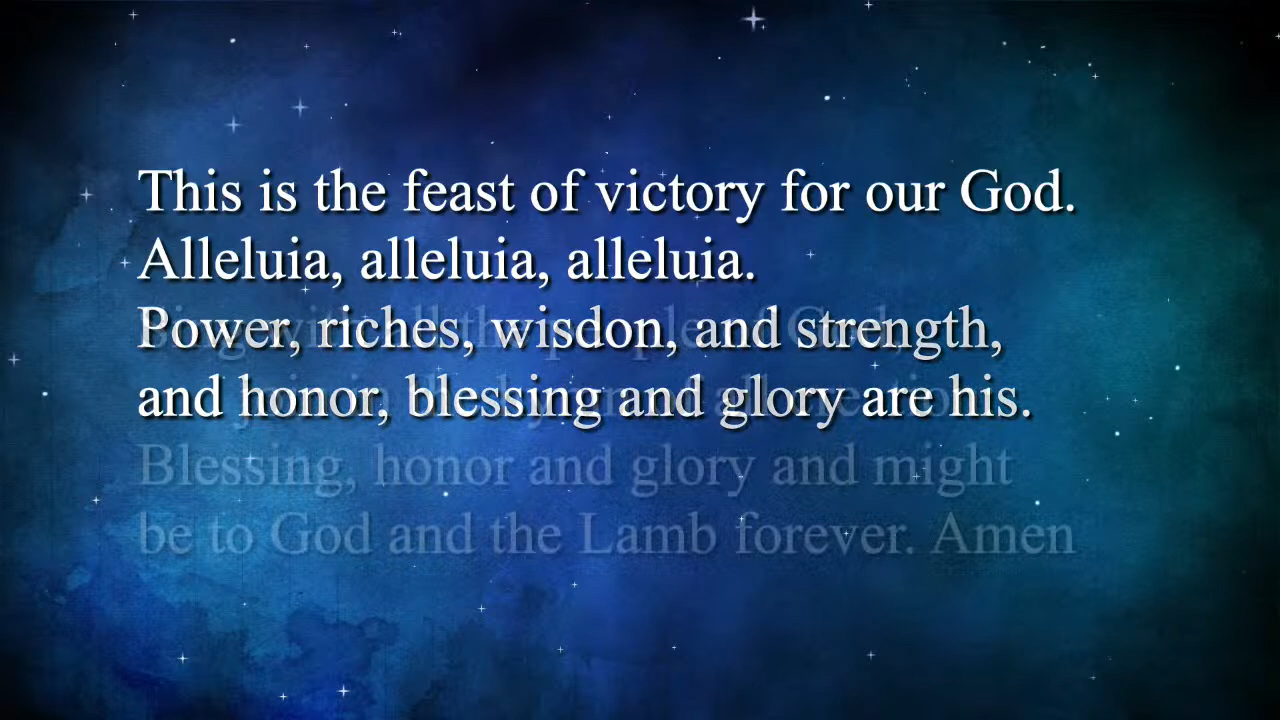 This is the feast of victory for our God.
Alleluia, alleluia, alleluia.
Power, riches, wisdom, and strength,
and honor, blessing and glory are his.
Blessing, honor and glory and might
be to God and the Lamb forever. Amen